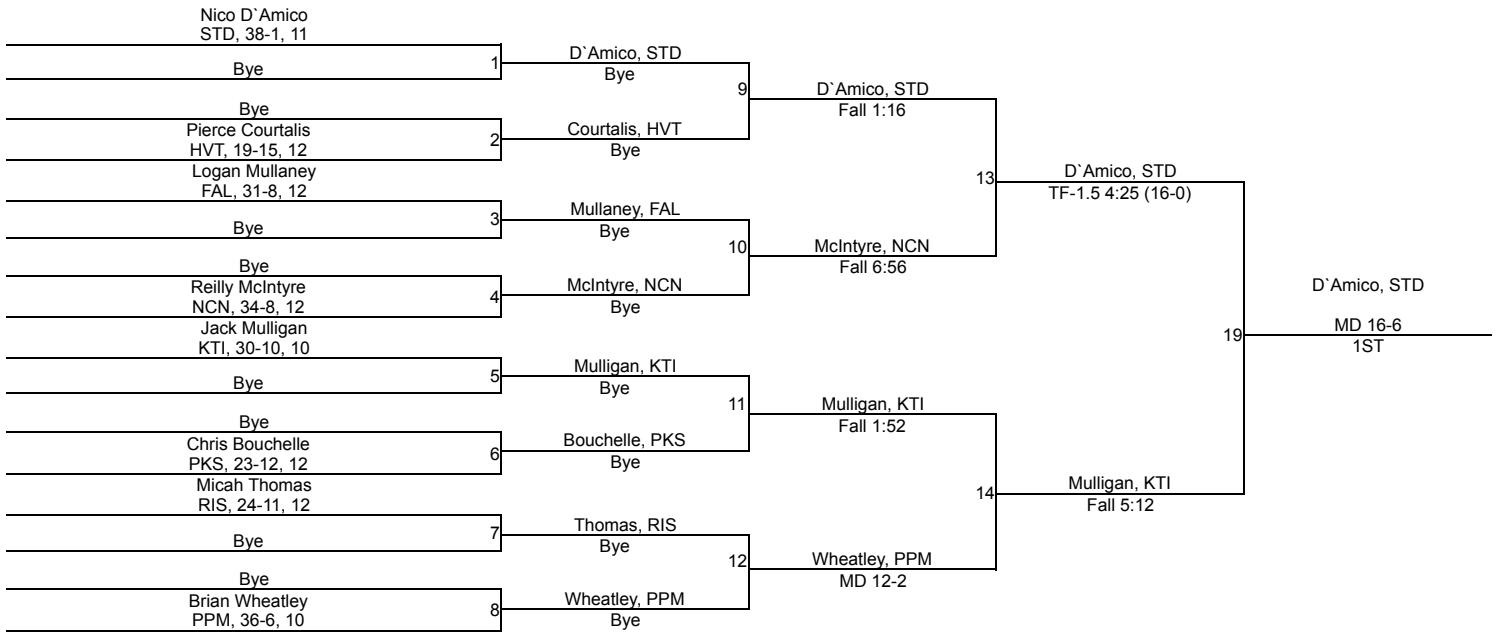 Nico D`Amico
STD, 38-1, 11
Bye
1
Bye
Pierce Courtalis
HVT, 19-15, 12
2
Logan Mullaney
FAL, 31-8, 12
Bye
3
Bye
Reilly McIntyre
NCN, 34-8, 12
4
Jack Mulligan
KTI, 30-10, 10
Bye
5
Bye
Chris Bouchelle
PKS, 23-12, 12
6
Micah Thomas
RIS, 24-11, 12
Bye
7
Bye
Brian Wheatley
PPM, 36-6, 10
8
D`Amico, STD
Bye
9
Courtalis, HVT
Bye
Mullaney, FAL
Bye
10
McIntyre, NCN
Bye
Mulligan, KTI
Bye
11
Bouchelle, PKS
Bye
Thomas, RIS
Bye
12
Wheatley, PPM
Bye
D`Amico, STD
Fall 1:16
13
McIntyre, NCN
Fall 6:56
Mulligan, KTI
Fall 1:52
14
Wheatley, PPM
MD 12-2
D`Amico, STD
TF-1.5 4:25 (16-0)
19
Mulligan, KTI
Fall 5:12
D`Amico, STD
MD 16-6
1ST